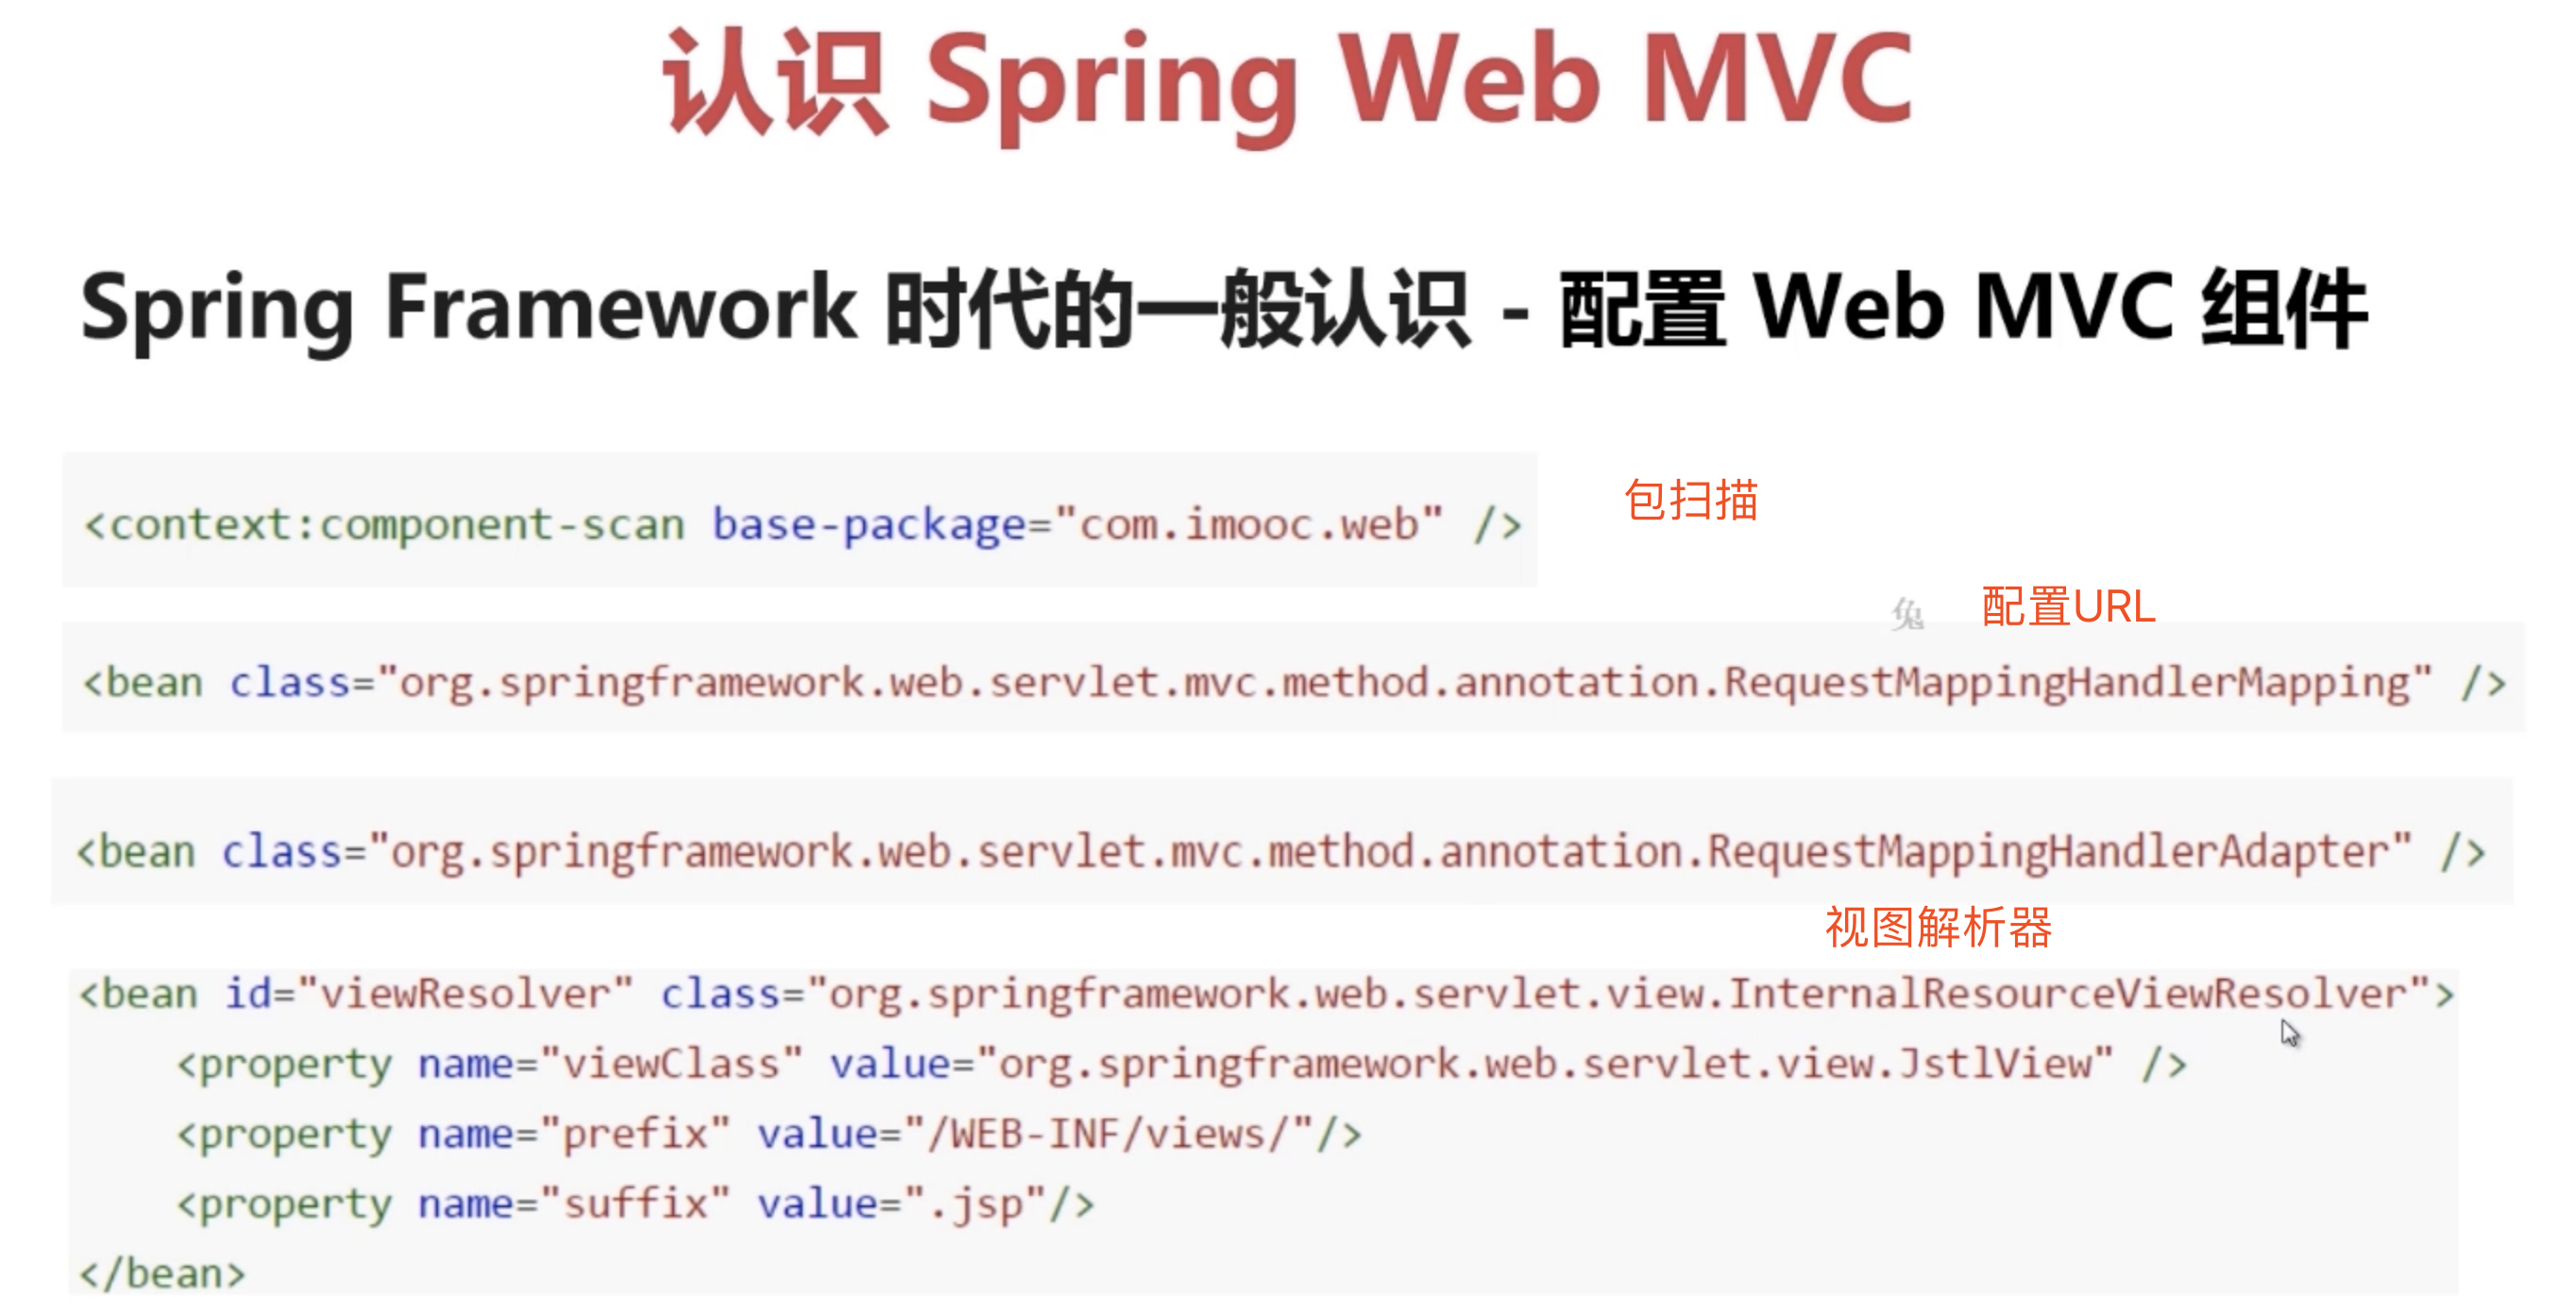 认识 Spring Web MVC
Spring Framework 时代的一般认识 - 配置 Web MVC 组件
<context:component-scan base-package="com.imooc.web" />
包扫描
兔
配置URL
<bean class="org.springframework.web.servlet.mvc.method.annotation.RequestMappingHandlerMapping" />
<bean class="org.springframework.web.servlet.mvc.method.annotation.RequestMappingHandlerAdapter" />
视图解析器
<bean id="viewResolver" class="org.springframework.web.servlet.view.InternalResourceViewResolver">
<property name="viewClass" value="org.springframework.web.servlet.view.JstlView" />
<property name="prefix" value="/WEB-INF/views/"/>
<property name="suffix" value=".jsp"/>
</bean>